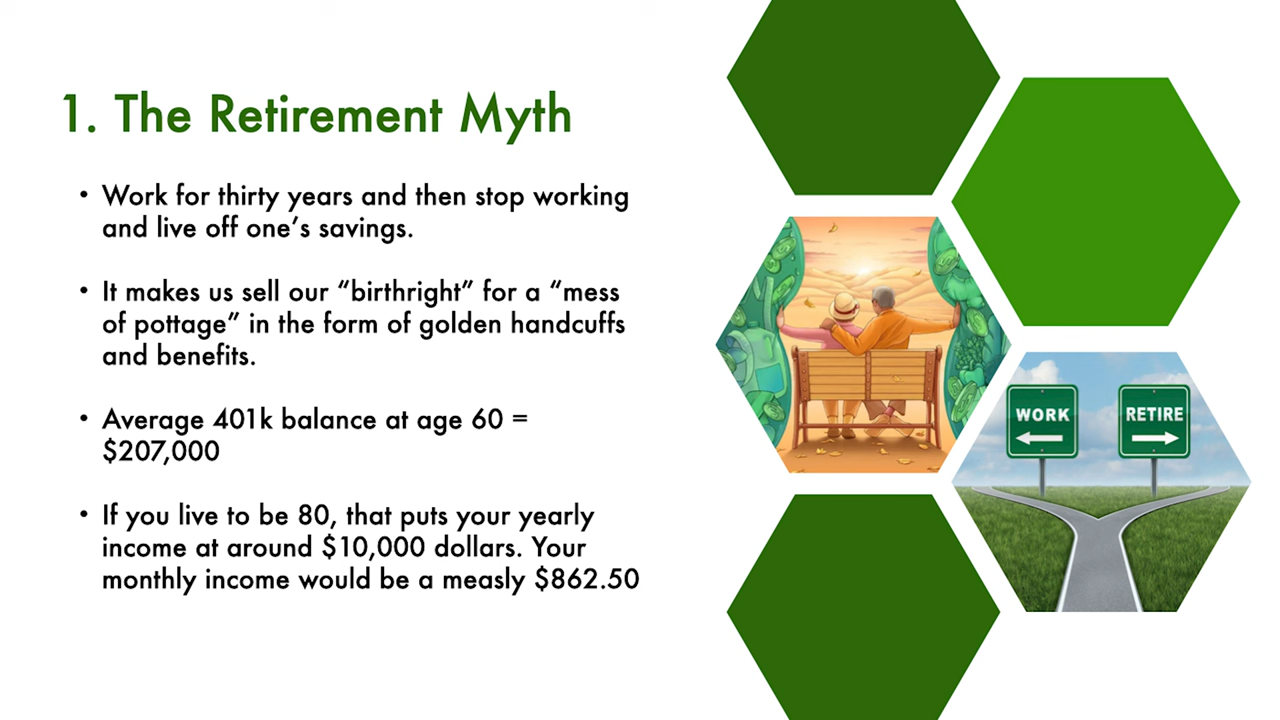 1. The Retirement Myth
• Work for thirty years and then stop working
and live off one’s savings.
• It makes us sell our “birthright” for a “mess
of pottage” in the form of golden handcuffs
and benefits.
• Average 401k balance at age 60 =
$207,000
• If you live to be 80, that puts your yearly
income at around $10,000 dollars. Your
monthly income would be a measly $862.50
WORK
RETIRE